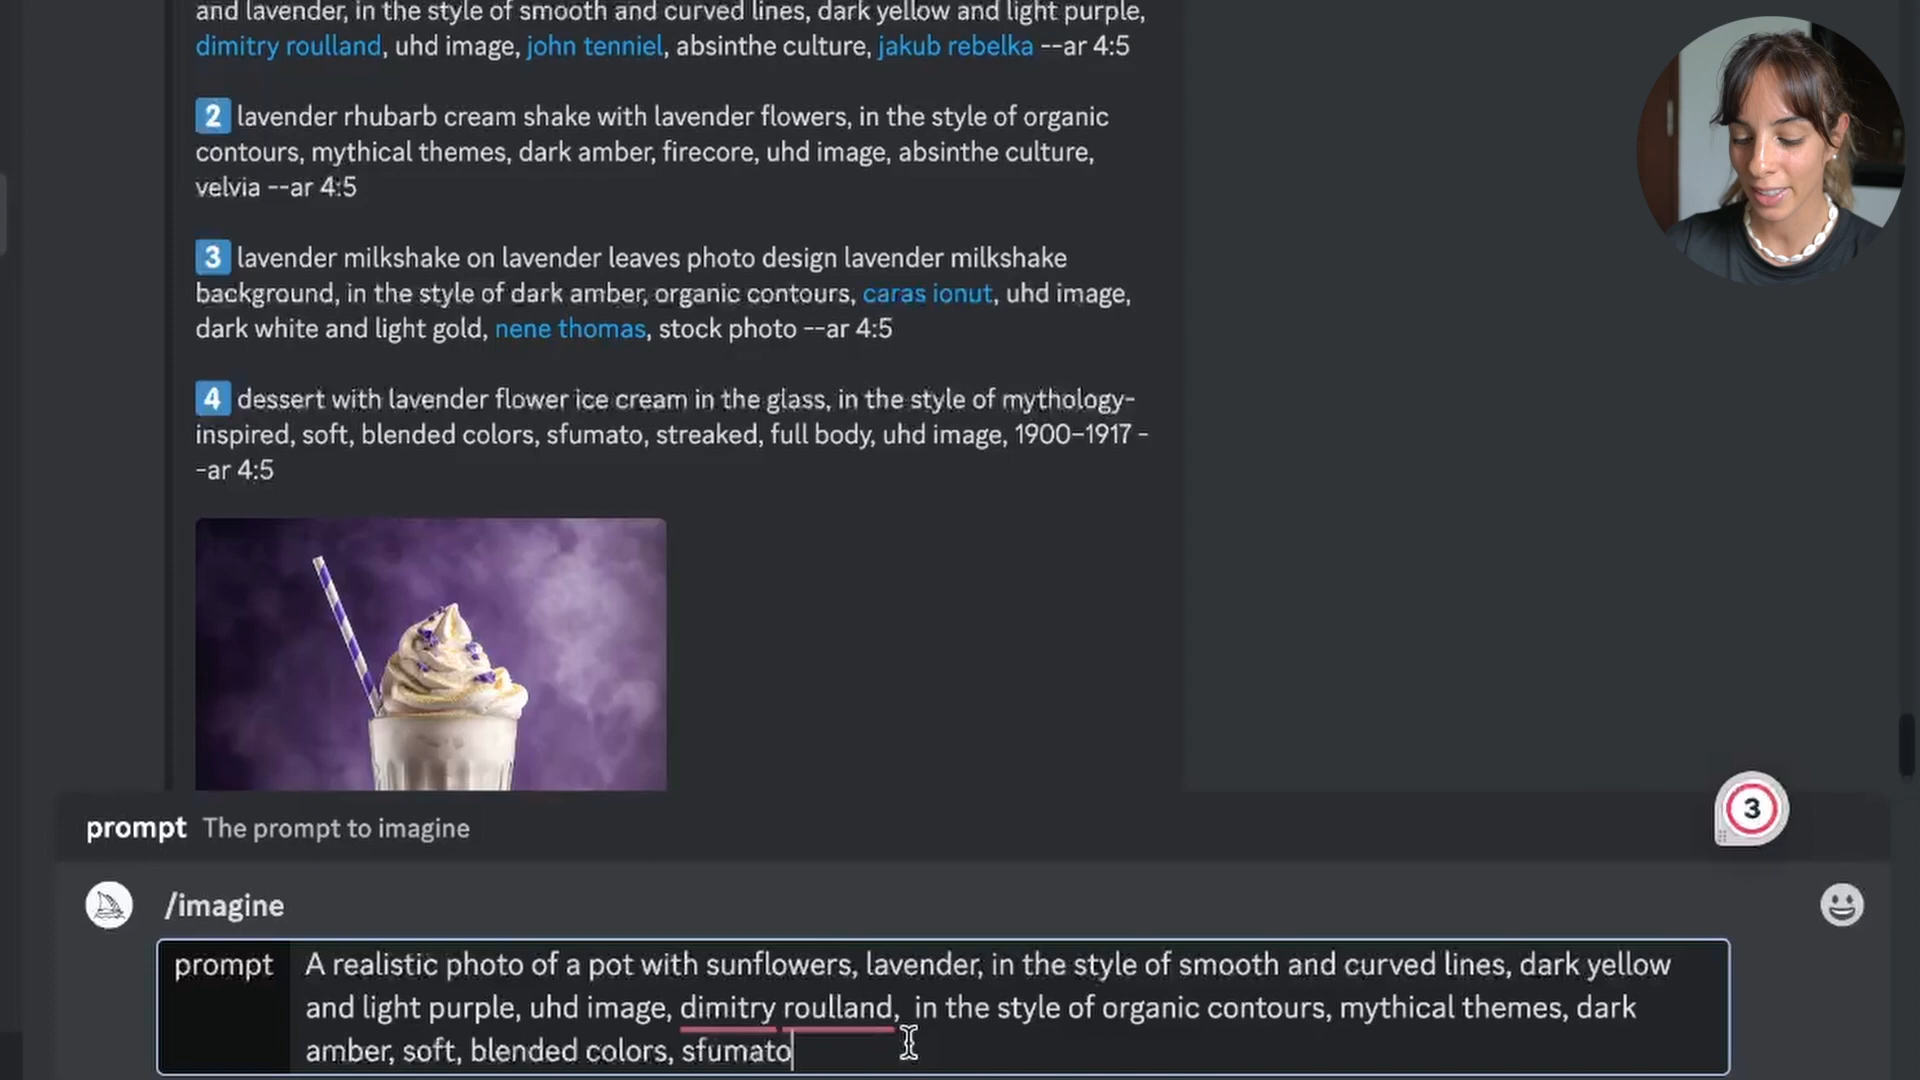 and lavender, in the style of smooth and curved lines, dark yellow and light purple,
dimitry roulland, uhd image, john tenniel, absinthe culture, jakub rebelka --ar 4:5
2 lavender rhubarb cream shake with lavender flowers, in the style of organic
contours, mythical themes, dark amber, firecore, uhd image, absinthe culture,
velvia --ar 4:5
3 lavender milkshake on lavender leaves photo design lavender milkshake
background, in the style of dark amber, organic contours, caras ionut, uhd image,
dark white and light gold, nene thomas, stock photo --ar 4:5
4 dessert with lavender flower ice cream in the glass, in the style of mythology-
inspired, soft, blended colors, sfumato, streaked, full body, uhd image, 1900–1917 -
-ar 4:5
3
prompt The prompt to imagine
/imagine
prompt A realistic photo of a pot with sunflowers, lavender, in the style of smooth and curved lines, dark yellow
and light purple, uhd image, dimitry roulland,  in the style of organic contours, mythical themes, dark
amber, soft, blended colors, sfumato